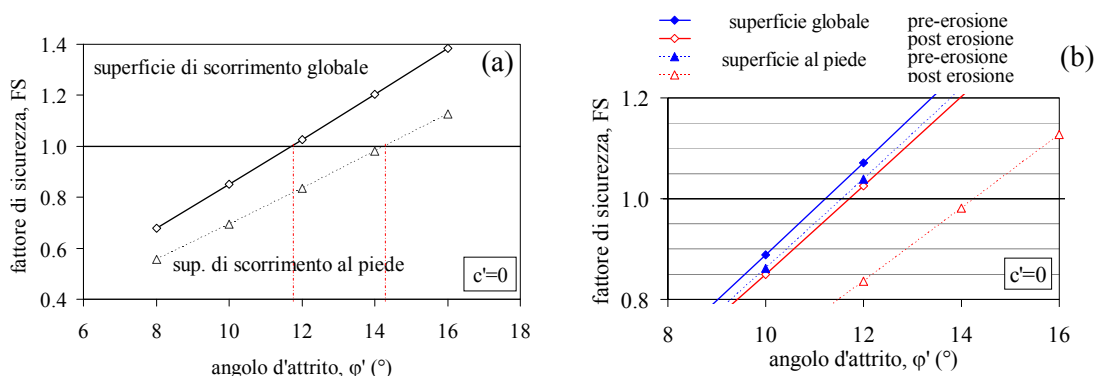 (a)
superficie di scorrimento globale
sup. di scorrimento al piede
c'=0
fattore di sicurezza, FS
1.4
1.2
1.0
0.8
0.6
0.4
6 8 10 12 14 16 18
angolo d'attrito, φ' (°)
(b)
superficie globale pre-erosione
post erosione
superficie al piede pre-erosione
post erosione
c'=0
fattore di sicurezza, FS
1.2
1.0
0.8
8 10 12 14 16
angolo d'attrito, φ' (°)